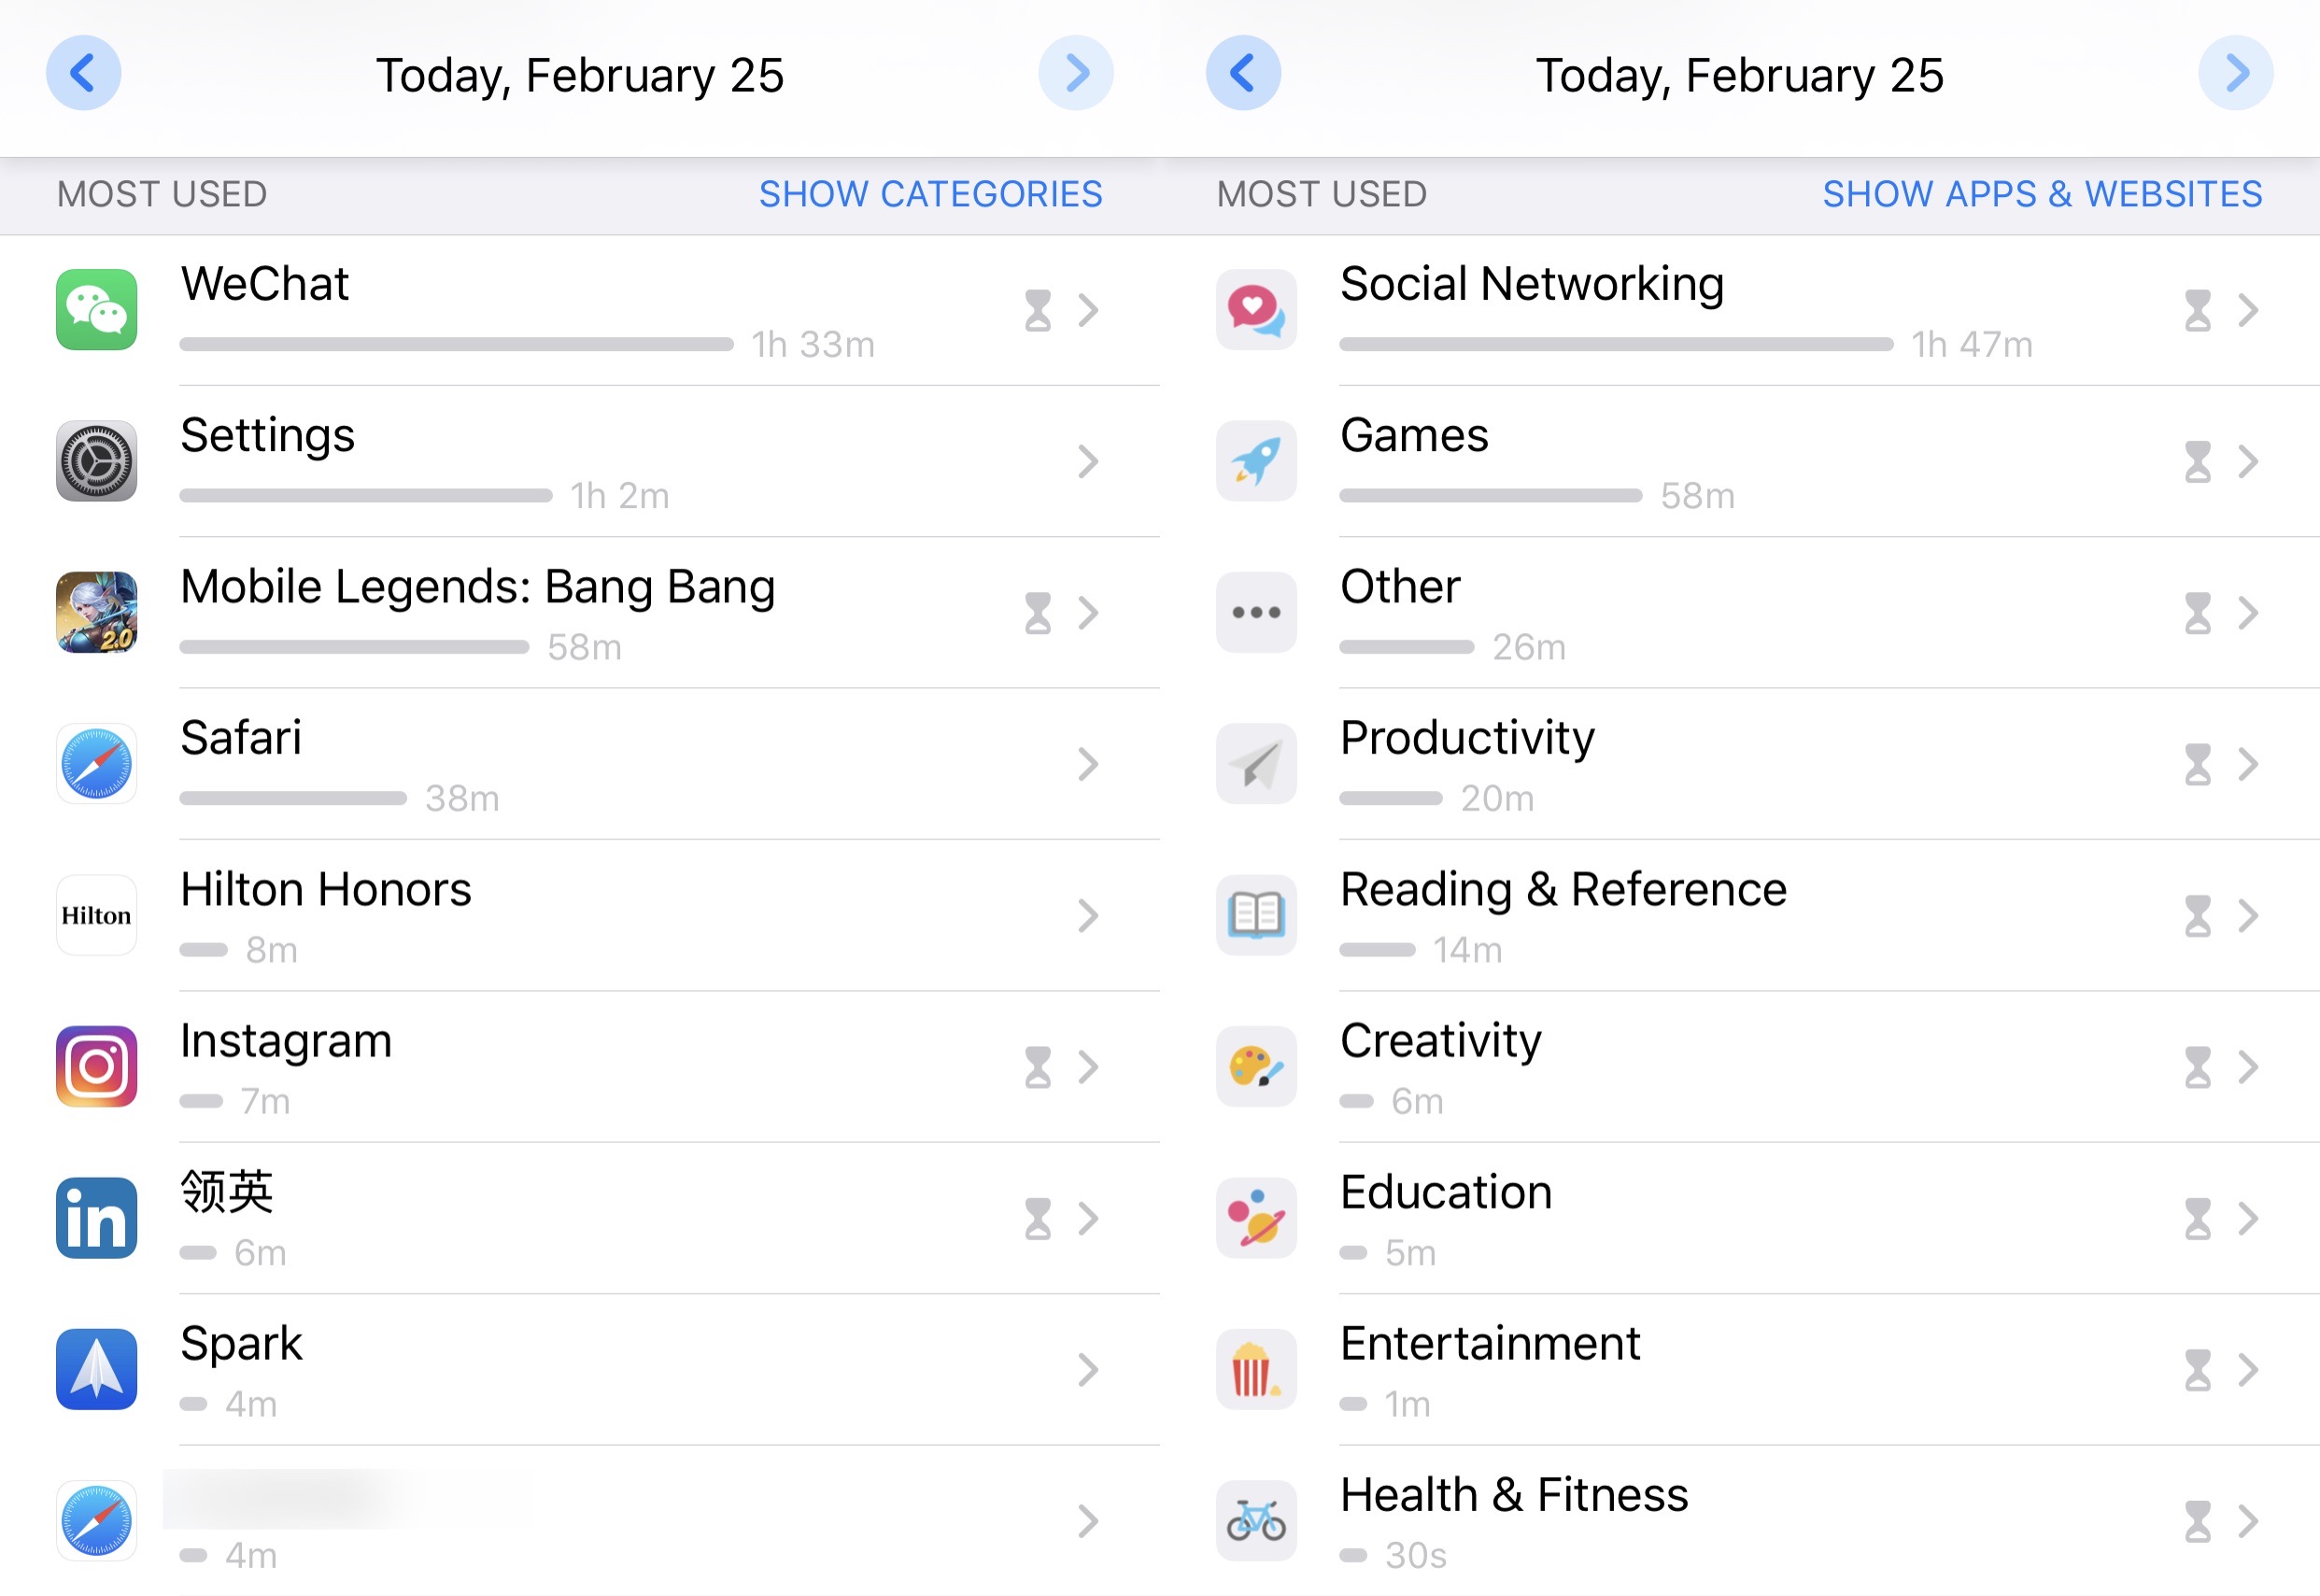 Today, February 25
MOST USED
SHOW CATEGORIES
WeChat
1h 33m
Settings
1h 2m
2.0
Mobile Legends: Bang Bang
58m
Safari
38m
Hilton
Hilton Honors
8m
Instagram
7m
in
领英
6m
Spark
4m
4m
Today, February 25
MOST USED
SHOW APPS & WEBSITES
Social Networking
1h 47m
Games
58m
Other
26m
Productivity
20m
Reading & Reference
14m
Creativity
6m
Education
5m
Entertainment
1m
Health & Fitness
30s